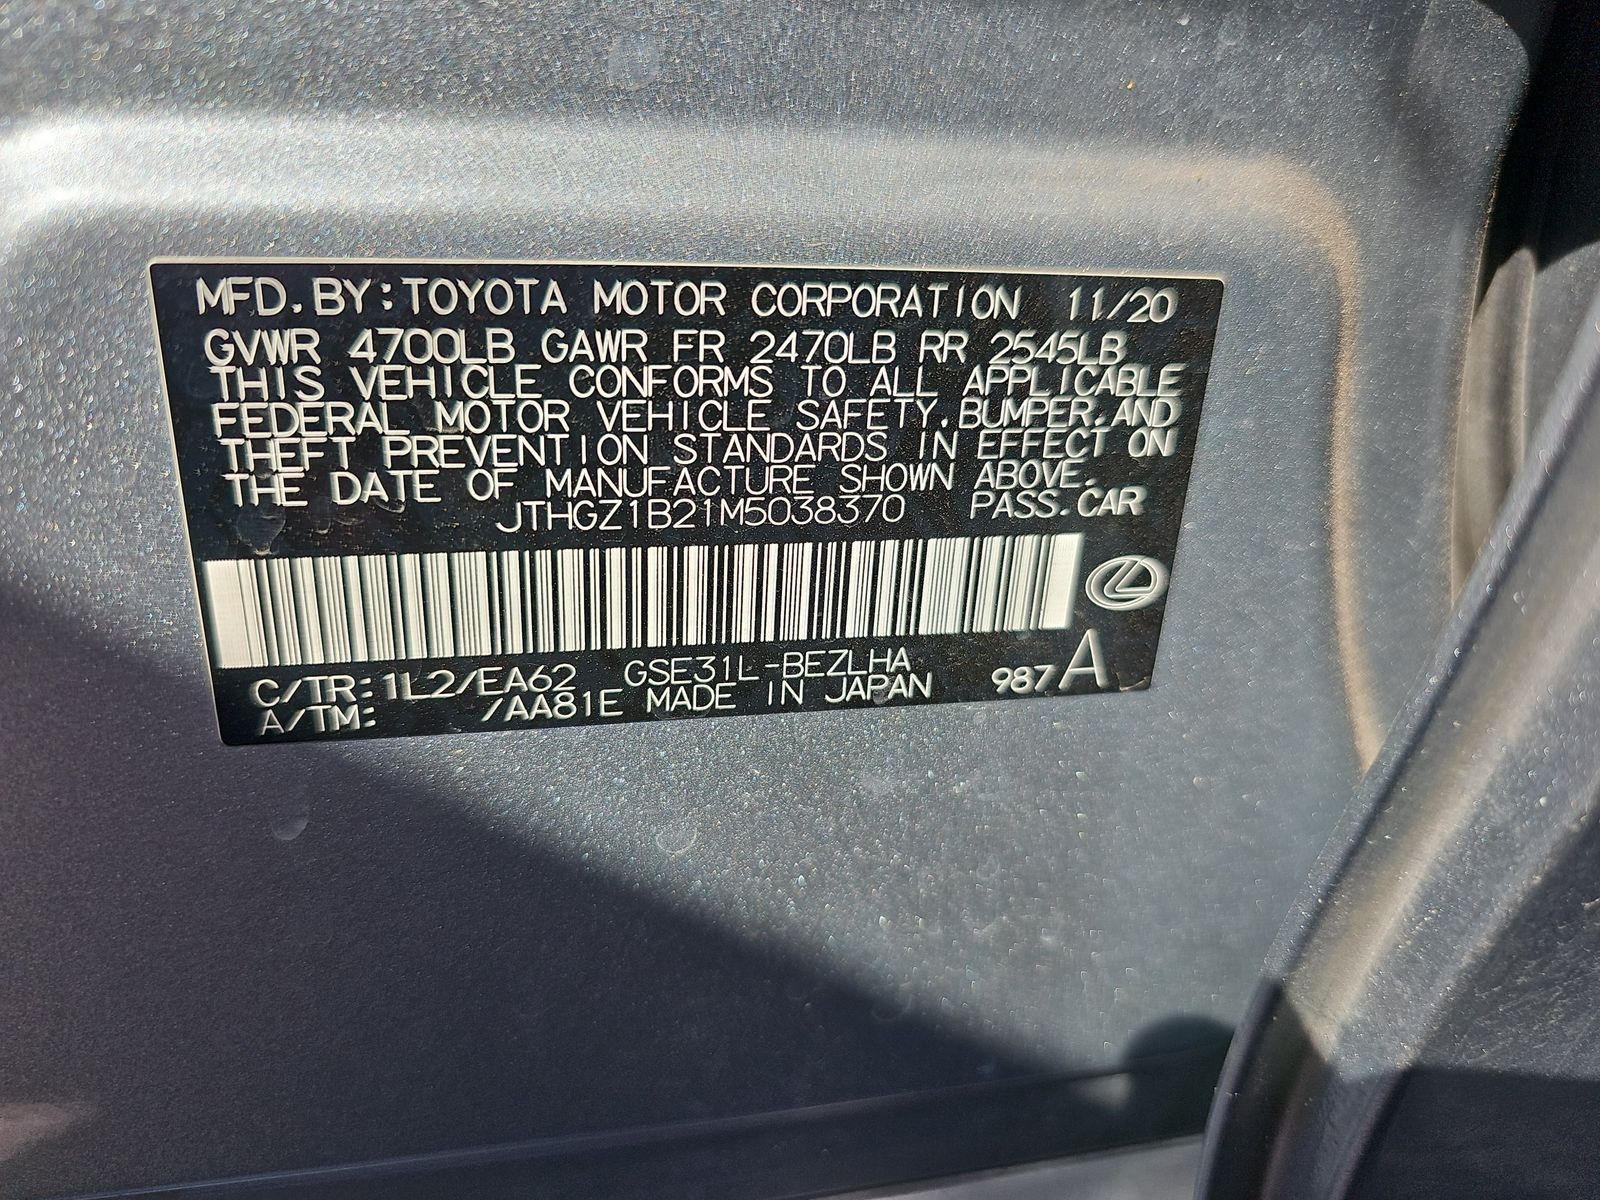 MFD. BY: TOYOTA MOTOR CORPORATION 11/20
GVWR 4700LB GAWR FR 2470LB RR 2545LB
THIS VEHICLE CONFORMS TO ALL APPLICABLE
FEDERAL MOTOR VEHICLE SAFETY, BUMPER, AND
THEFT PREVENTION STANDARDS IN EFFECT ON
THE DATE OF MANUFACTURE SHOWN ABOVE.
JTHGZ1B21M5038370 PASS. CAR
C/TR: 1L2/EA62 GSE31L-BEZLHA 987 A
A/TM: /AA81E MADE IN JAPAN